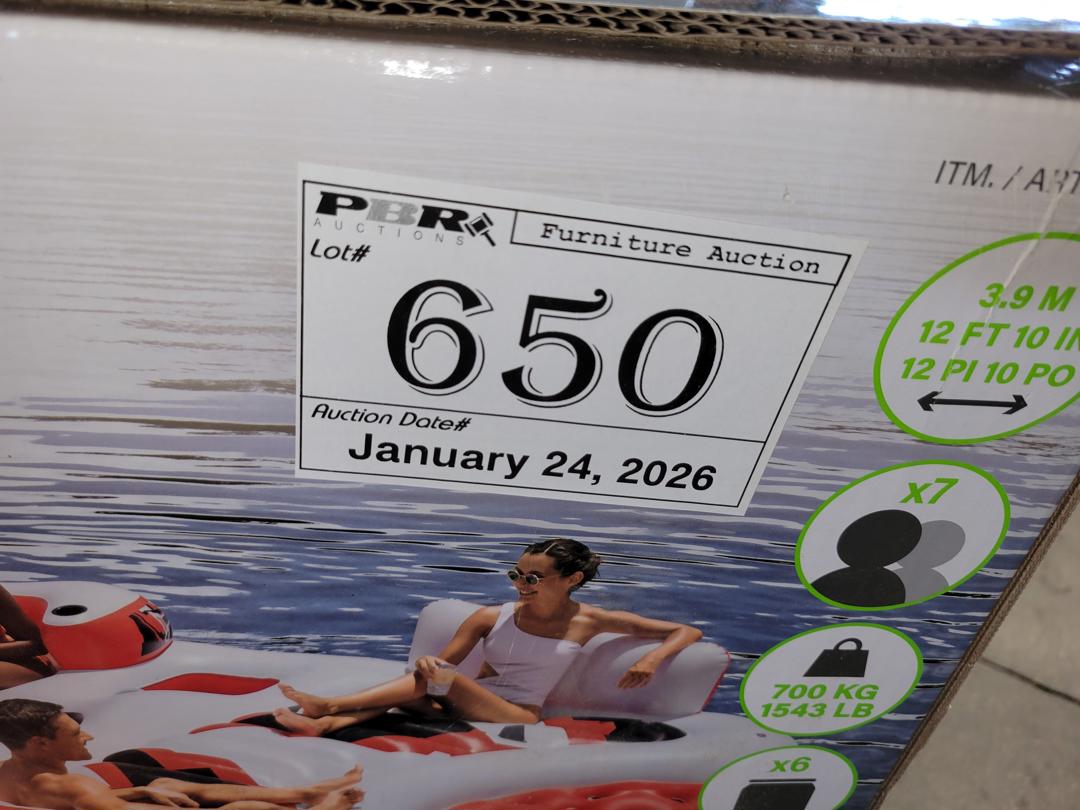 ITM. / ART
PBR
AUCTIONS
Furniture Auction
Lot#
650
Auction Date#
January 24, 2026
3.9 M
12 FT 10 IN
12 PI 10 PO
x7
700 KG
1543 LB
x6